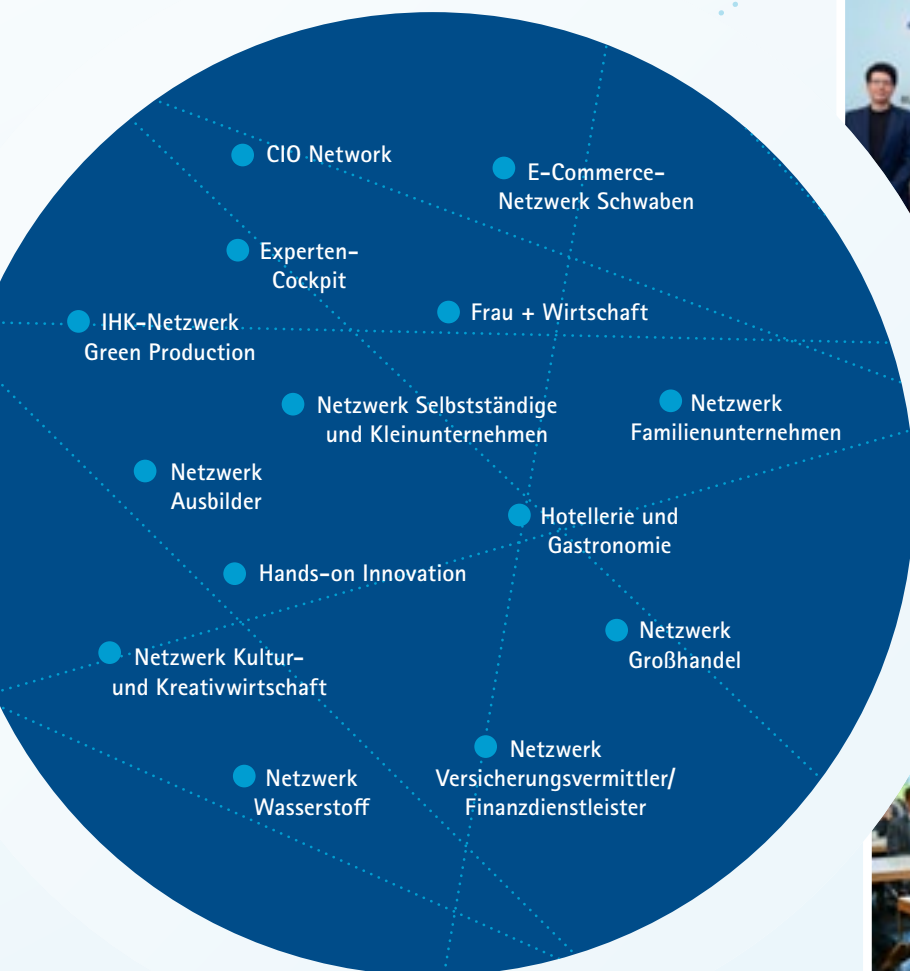 CIO Network
E-Commerce-
Netzwerk Schwaben
Experten-
Cockpit
Frau + Wirtschaft
IHK-Netzwerk
Green Production
Netzwerk Selbstständige
und Kleinunternehmen
Netzwerk
Familienunternehmen
Netzwerk
Ausbilder
Hotellerie und
Gastronomie
Hands-on Innovation
Netzwerk
Großhandel
Netzwerk Kultur-
und Kreativwirtschaft
Netzwerk
Versicherungsvermittler/
Finanzdienstleister
Netzwerk
Wasserstoff